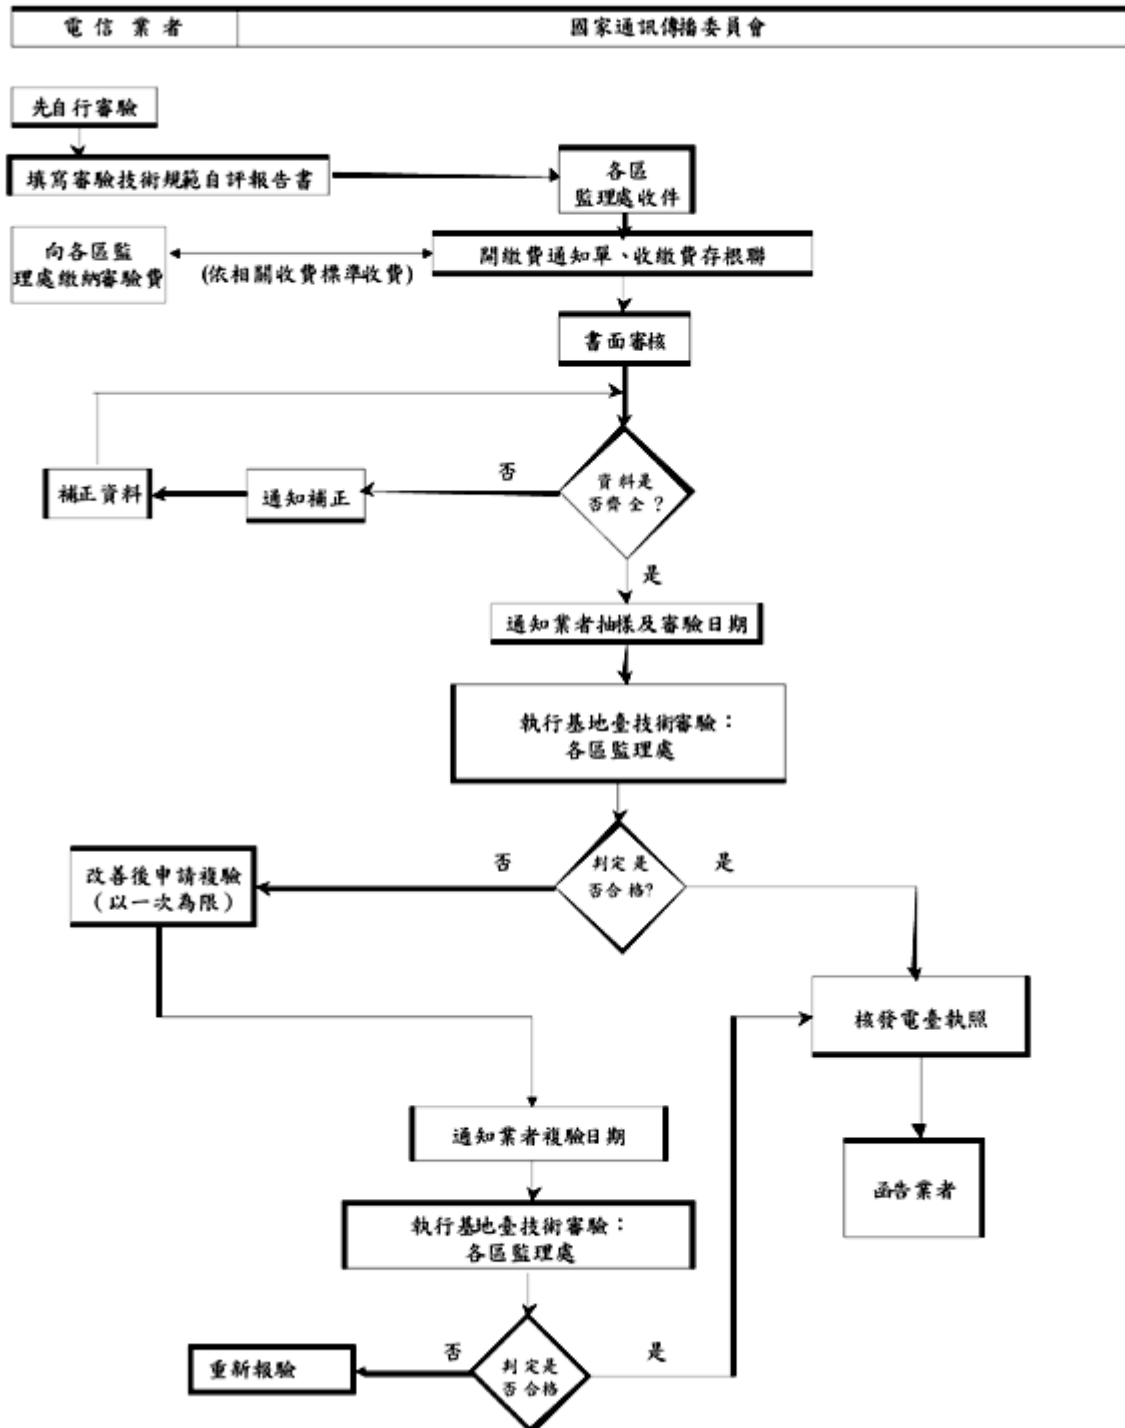 電信業者
國家通訊傳播委員會
先自行審驗
填寫審驗技術規範自評報告書
各區
監理處收件
向各區監
理處繳納審驗費
(依相關收費標準收費)
開繳費通知單、收繳費存根聯
書面審核
補正資料
通知補正
否
資料是
否齊全？
是
通知業者抽樣及審驗日期
執行基地臺技術審驗：
各區監理處
改善後申請複驗
（以一次為限）
否
判定是
否合格?
是
核發電臺執照
通知業者複驗日期
函告業者
執行基地臺技術審驗：
各區監理處
重新報驗
否
判定是
否合格
是